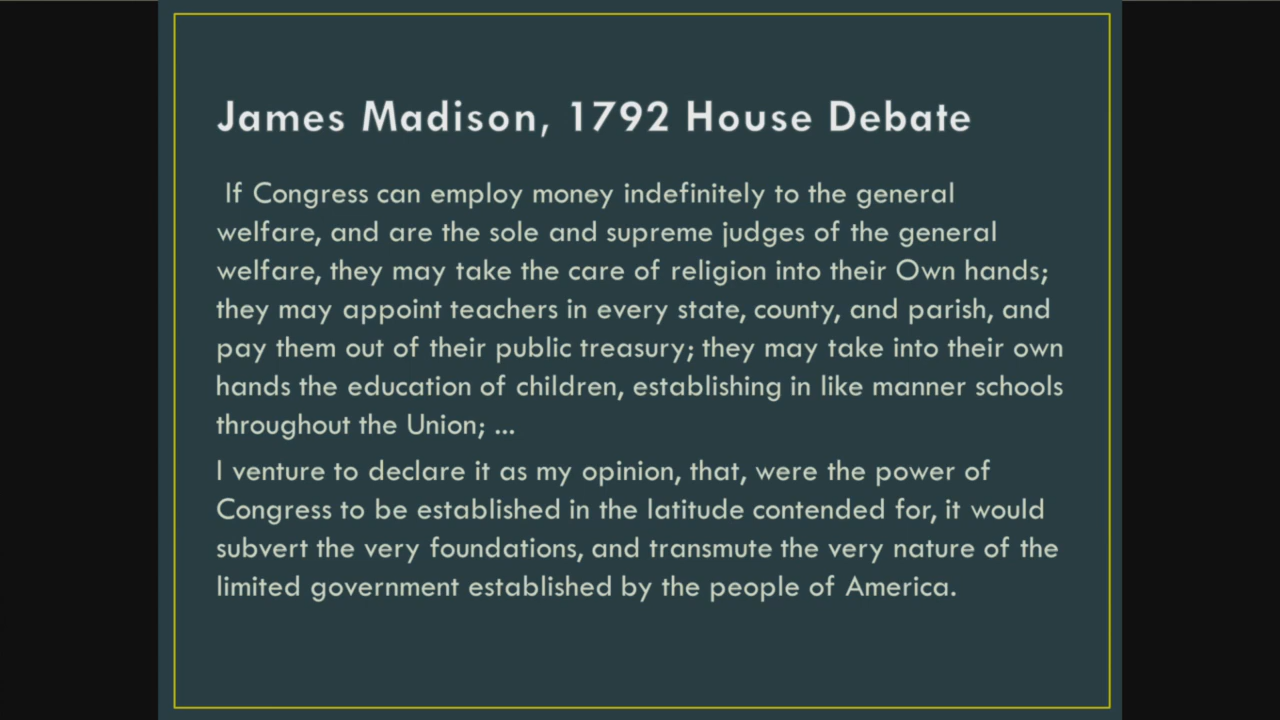 James Madison, 1792 House Debate
If Congress can employ money indefinitely to the general
welfare, and are the sole and supreme judges of the general
welfare, they may take the care of religion into their Own hands;
they may appoint teachers in every state, county, and parish, and
pay them out of their public treasury; they may take into their own
hands the education of children, establishing in like manner schools
throughout the Union; ...
I venture to declare it as my opinion, that, were the power of
Congress to be established in the latitude contended for, it would
subvert the very foundations, and transmute the very nature of the
limited government established by the people of America.